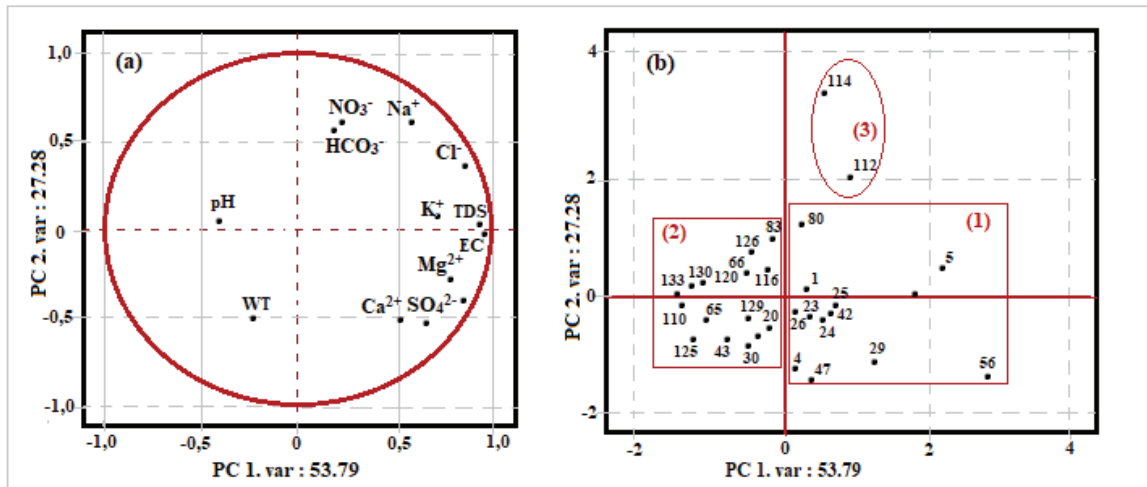 (a)
1,0
0,5
0
-0,5
-1,0
PC 2. var : 27.28
NO₃⁻ Na⁺
HCO₃⁻
Cl⁻
pH
K⁺ TDS
EC
Mg²⁺
WT
Ca²⁺ SO₄²⁻
-1,0 -0,5 0 0,5 1,0
PC 1. var : 53.79
(b)
4
2
0
-2
PC 2. var : 27.28
114
(3)
112
(2) 83 80 (1)
126
66 5
133 130 120 116 1
25
110 65 129 20 23 42
26 24
125 43 30 4 47 29 56
-2 0 2 4
PC 1. var : 53.79